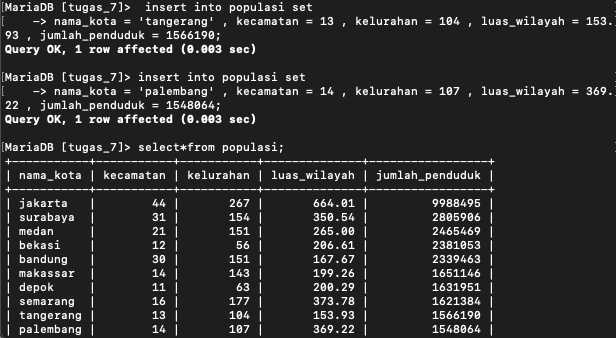 [MariaDB [tugas_7]>  insert into populasi set
[    -> nama_kota = 'tangerang' , kecamatan = 13 , kelurahan = 104 , luas_wilayah = 153.]
93 , jumlah_penduduk = 1566190;
Query OK, 1 row affected (0.003 sec)
[MariaDB [tugas_7]> insert into populasi set
[    -> nama_kota = 'palembang' , kecamatan = 14 , kelurahan = 107 , luas_wilayah = 369.]
22 , jumlah_penduduk = 1548064;
Query OK, 1 row affected (0.003 sec)
[MariaDB [tugas_7]> select*from populasi;
+-----------+-----------+-----------+--------------+-----------------+
| nama_kota | kecamatan | kelurahan | luas_wilayah | jumlah_penduduk |
+-----------+-----------+-----------+--------------+-----------------+
| jakarta   |        44 |       267 |       664.01 |         9988495 |
| surabaya  |        31 |       154 |       350.54 |         2805906 |
| medan     |        21 |       151 |       265.00 |         2465469 |
| bekasi    |        12 |        56 |       206.61 |         2381053 |
| bandung   |        30 |       151 |       167.67 |         2339463 |
| makassar  |        14 |       143 |       199.26 |         1651146 |
| depok     |        11 |        63 |       200.29 |         1631951 |
| semarang  |        16 |       177 |       373.78 |         1621384 |
| tangerang |        13 |       104 |       153.93 |         1566190 |
| palembang |        14 |       107 |       369.22 |         1548064 |